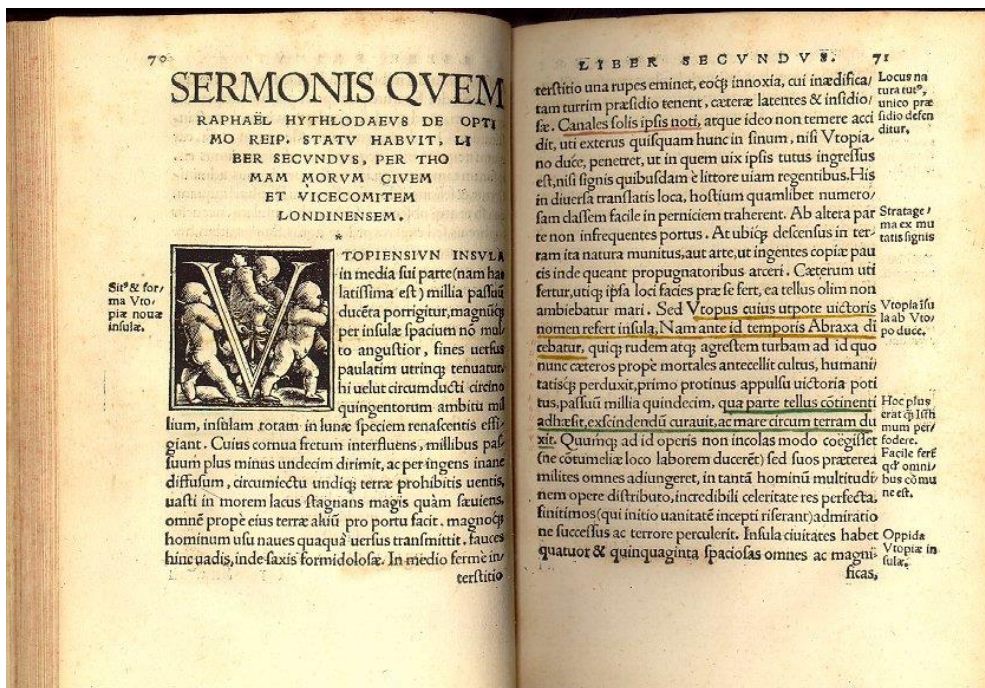 70
SERMONIS QVEM
RAPHAËL HYTHLODAEVS DE OPTI
MO REIP. STATV HABVIT, LI
BER SECVNDVS, PER THO
MAM MORVM CIVEM
ET VICECOMITEM
LONDINENSEM.
*
Sit⁹ & for/
ma Vto/
piæ nouæ
insulæ.
VTOPIENSIVN INSVLA
in media sui parte (nam hac
latissima est) millia passuũ
ducẽta porrigitur, magnũq;
per insulæ spacium nõ mul
to angustior, fines uersus
paulatim utrinq; tenuatur.
hi uelut circumducti circino
quingentorum ambitu mil
lium, insulam totam in lunæ speciem renascentis effi/
giant. Cuius cornua fretum interfluens, millibus pas/
suum plus minus undecim dirimit, ac per ingens inane
diffusum, circumiectu undiq; terræ prohibitis uentis,
uasti in morem lacus stagnans magis quàm sæuiens,
omnẽ propè eius terræ aluũ pro portu facit. magnoq;
hominum usu naues quaquà uersus transmittit. fauces
hinc uadis, inde saxis formidolosæ. In medio fermè in/
terstitio
LIBER SECVNDVS. 71
terstitio una rupes eminet, eoq; innoxia, cui inædifica/
tam turrim præsidio tenent, cæteræ latentes & insidio/
sæ. Canales solis ipsis noti, atque ideo non temere acci
dit, uti exterus quisquam hunc in sinum, nisi Vtopia-
no duce, penetret, ut in quem uix ipsis tutus ingressus
est, nisi signis quibusdam è littore uiam regentibus. His
in diuersa translatis loca, hostium quamlibet numero/
sam classem facile in perniciem traherent. Ab altera par
te non infrequentes portus. At ubiq; descensus in ter-
ram ita natura munitus, aut arte, ut ingentes copiæ pau
cis inde queant propugnatoribus arceri. Cæterum uti
fertur, utiq; ipsa loci facies præ se fert, ea tellus olim non
ambiebatur mari. Sed Vtopus cuius utpote uictoris
nomen refert insula, Nam ante id temporis Abraxa di
cebatur, quiq; rudem atq; agrestem turbam ad id quo
nunc cæteros propè mortales antecellit cultus, humani
tatisq; perduxit, primo protinus appulsu uictoria poti
tus, passuũ millia quindecim, qua parte tellus cõtinenti
adhæsit, exscindendũ curauit, ac mare circum terram du
xit. Quumq; ad id operis non incolas modo coëgisset
(ne cõtumeliæ loco laborem ducerẽt) sed suos præterea
milites omnes adiungeret, in tantã hominũ multitudi/
nem opere distributo, incredibili celeritate res perfecta,
finitimos (qui initio uanitatẽ incepti riserant) admiratio
ne successus ac terrore perculerit. Insula ciuitates habet
quatuor & quinquaginta spaciosas omnes ac magni-
ficas,
Locus na
tura tut⁹,
unico præ
sidio defen
ditur,
Stratage/
ma ex mu
tatis signis
Vtopia ĩsu
la ab Vto/
po duce.
Hoc plus
erat q̃ Isth
mum per/
fodere.
Facile fert
qd' omni/
bus cõmu
ne est.
Oppida
Vtopiæ in
sulæ.